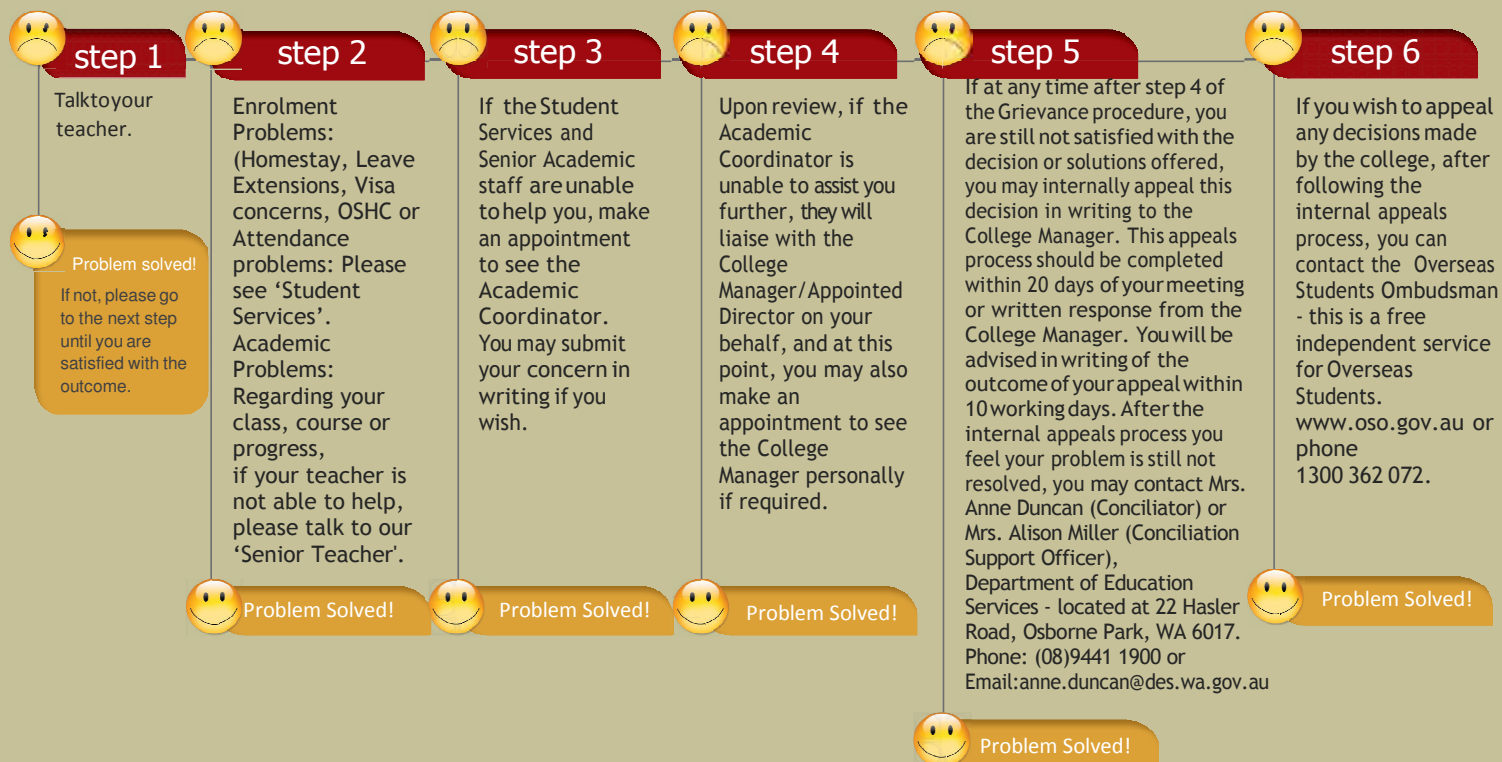 step 1
Talktoyour
teacher.
Problem solved!
If not, please go
to the next step
until you are
satisfied with the
outcome.
step 2
Enrolment
Problems:
(Homestay, Leave
Extensions, Visa
concerns, OSHC or
Attendance
problems: Please
see ‘Student
Services’.
Academic
Problems:
Regarding your
class, course or
progress,
if your teacher is
not able to help,
please talk to our
‘Senior Teacher'.
Problem Solved!
step 3
If the Student
Services and
Senior Academic
staff are unable
to help you, make
an appointment
to see the
Academic
Coordinator.
You may submit
your concern in
writing if you
wish.
Problem Solved!
step 4
Upon review, if the
Academic
Coordinator is
unable to assist you
further, they will
liaise with the
College
Manager/Appointed
Director on your
behalf, and at this
point, you may also
make an
appointment to see
the College
Manager personally
if required.
Problem Solved!
step 5
If at any time after step 4 of
the Grievance procedure, you
are still not satisfied with the
decision or solutions offered,
you may internally appeal this
decision in writing to the
College Manager. This appeals
process should be completed
within 20 days of your meeting
or written response from the
College Manager. You will be
advised in writing of the
outcome of your appeal within
10 working days. After the
internal appeals process you
feel your problem is still not
resolved, you may contact Mrs.
Anne Duncan (Conciliator) or
Mrs. Alison Miller (Conciliation
Support Officer),
Department of Education
Services - located at 22 Hasler
Road, Osborne Park, WA 6017.
Phone: (08)9441 1900 or
Email:anne.duncan@des.wa.gov.au
Problem Solved!
step 6
If you wish to appeal
any decisions made
by the college, after
following the
internal appeals
process, you can
contact the Overseas
Students Ombudsman
- this is a free
independent service
for Overseas
Students.
www.oso.gov.au or
phone
1300 362 072.
Problem Solved!